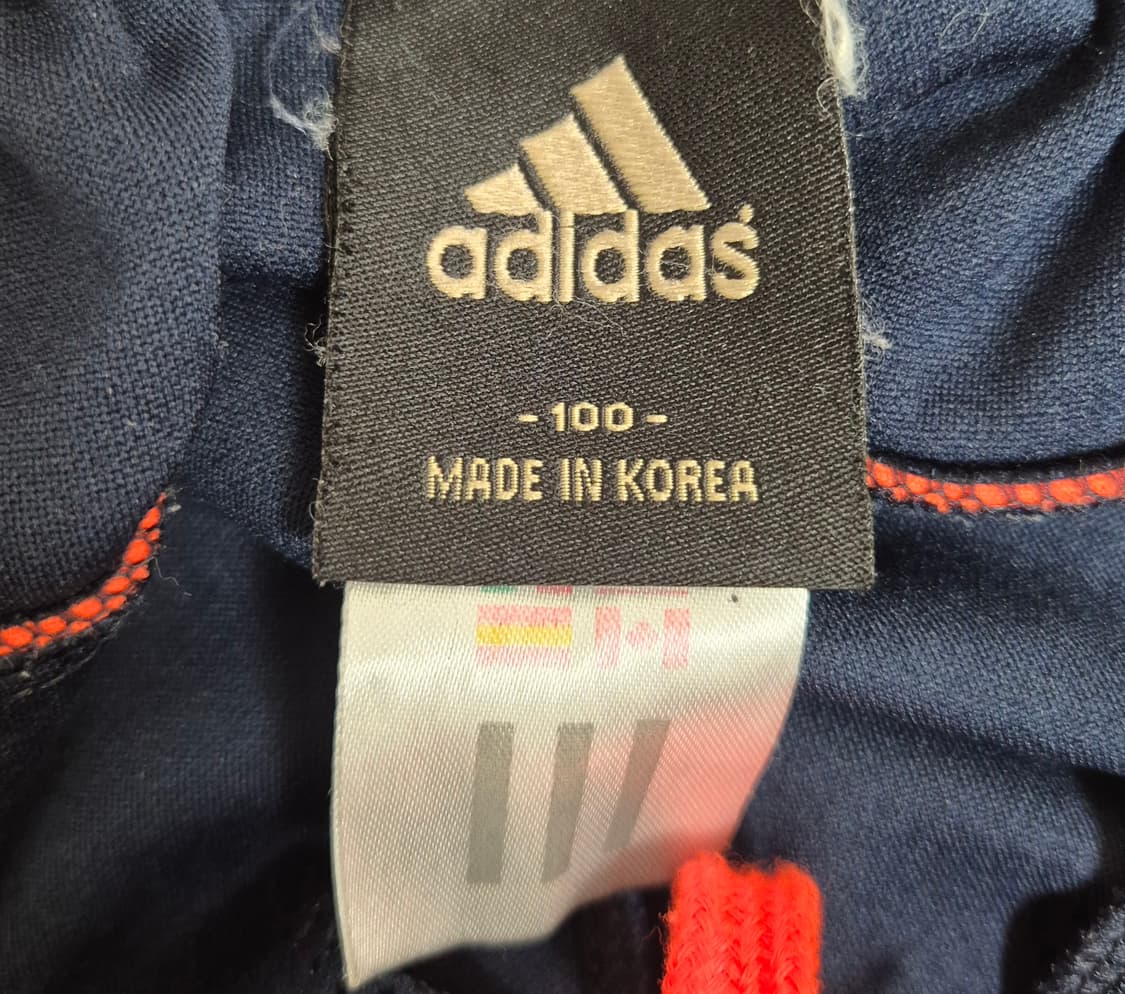 adidas
- 100 -
MADE IN KOREA